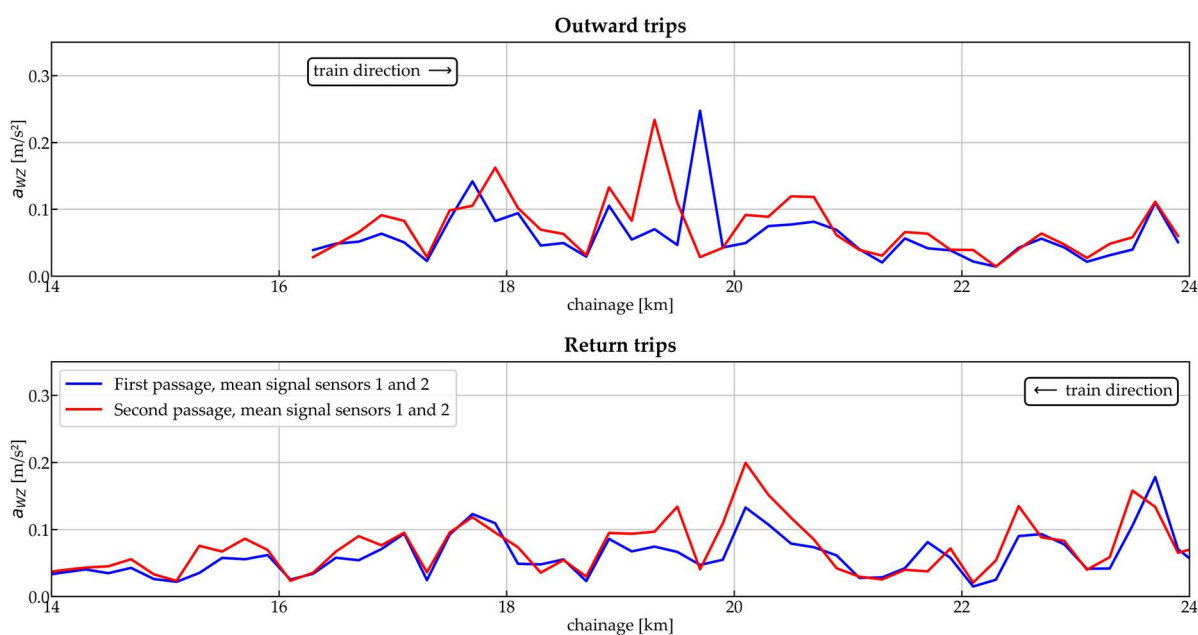 Outward trips
0.3
train direction →
0.2
0.1
0.0
a_WZ [m/s²]
14 16 18 20 22 24
chainage [km]
Return trips
First passage, mean signal sensors 1 and 2
Second passage, mean signal sensors 1 and 2
← train direction
0.3
0.2
0.1
0.0
a_WZ [m/s²]
14 16 18 20 22 24
chainage [km]